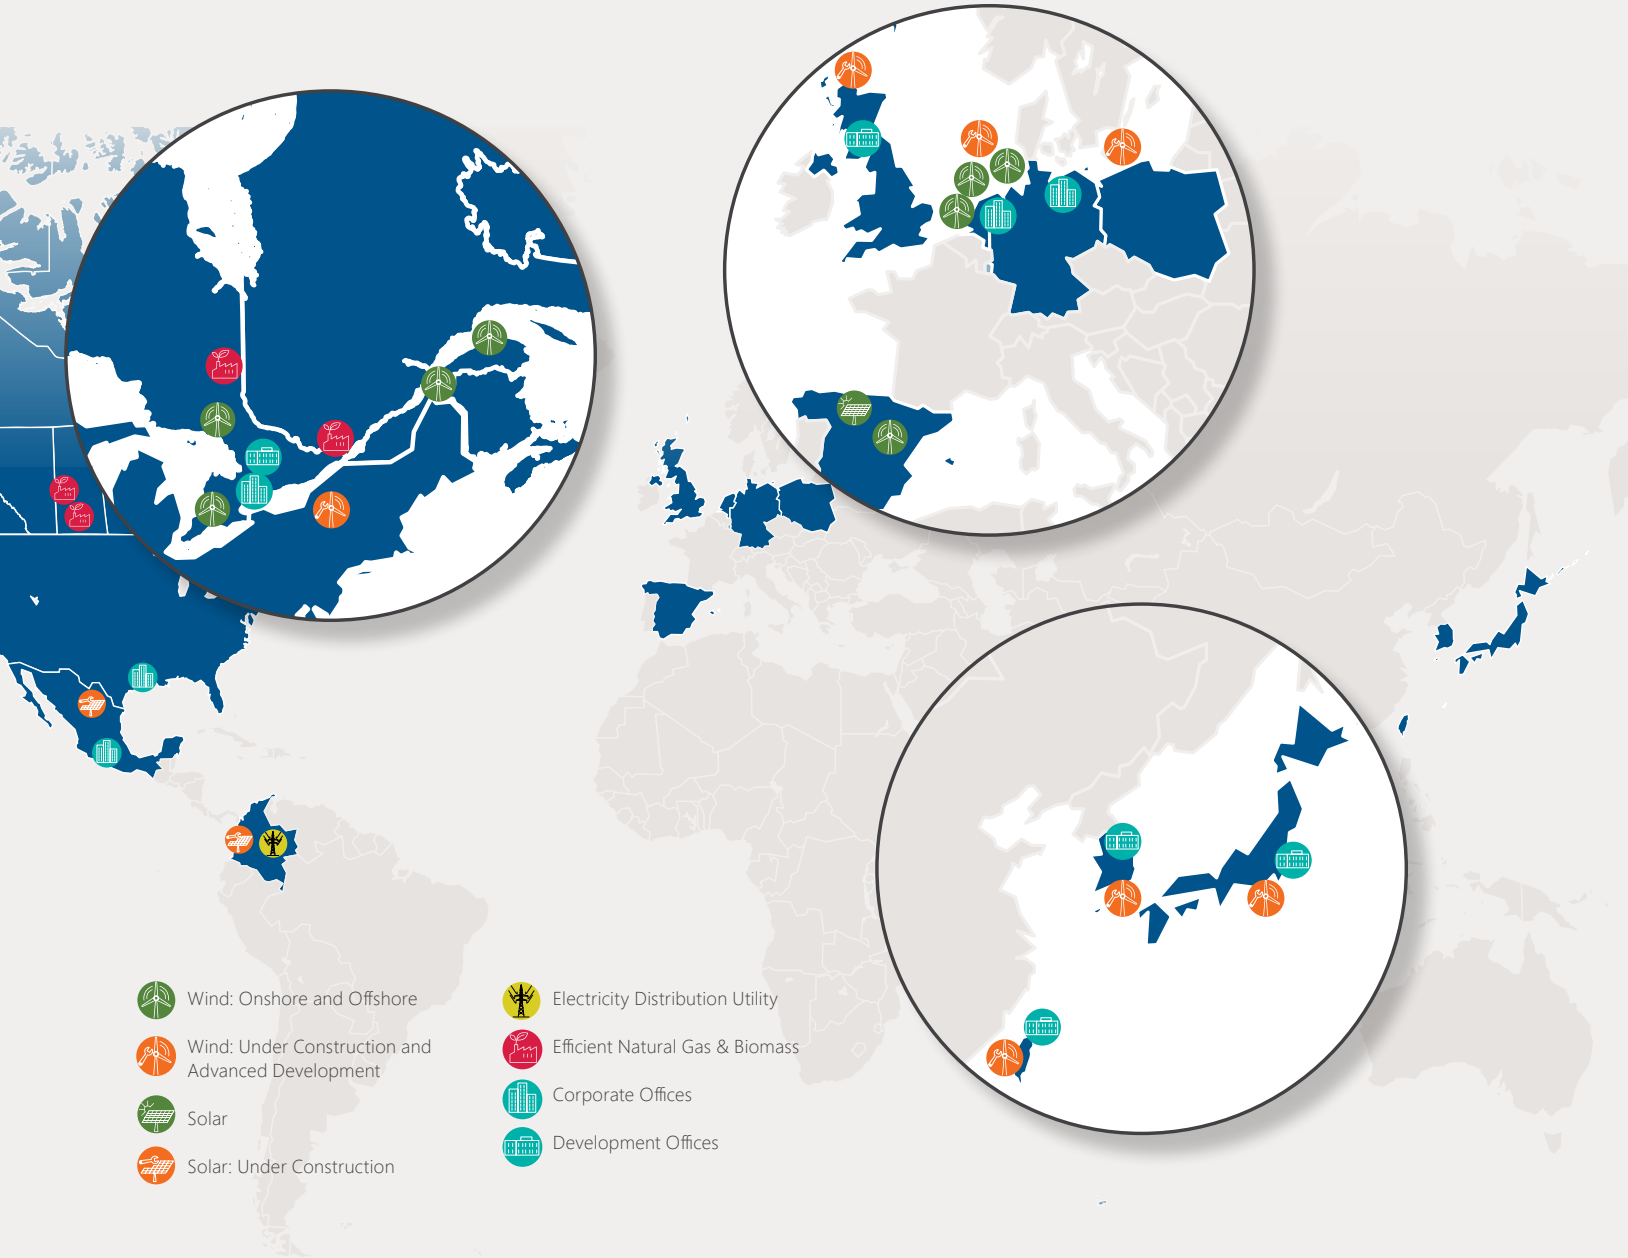 Wind: Onshore and Offshore
Wind: Under Construction and
Advanced Development
Solar
Solar: Under Construction
Electricity Distribution Utility
Efficient Natural Gas & Biomass
Corporate Offices
Development Offices